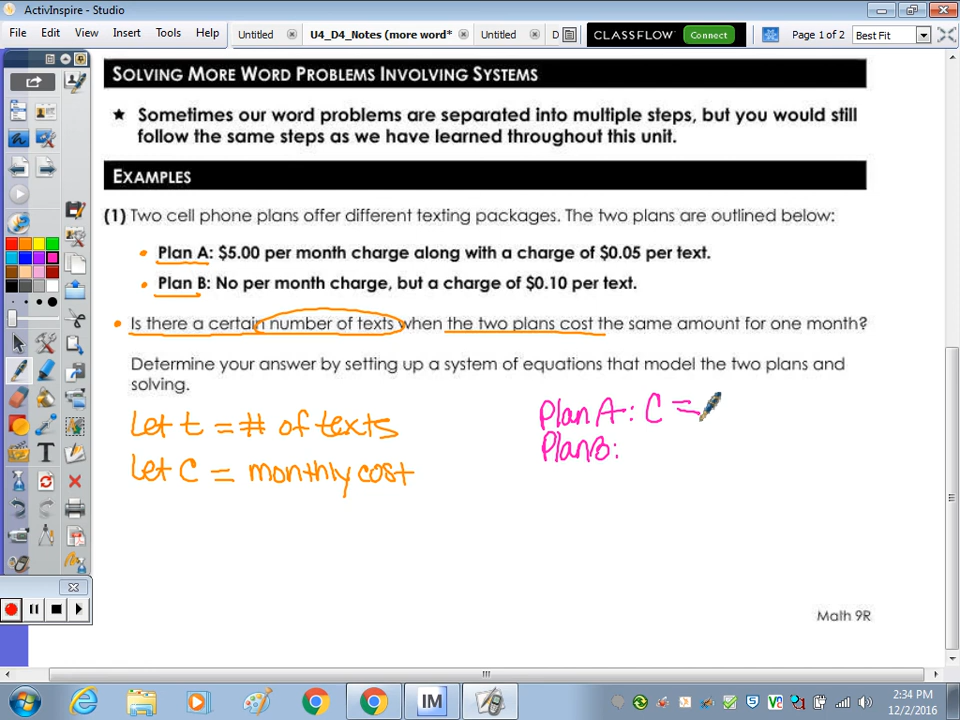 ActivInspire - Studio
File Edit View Insert Tools Help Untitled U4_D4_Notes (more word* Untitled D CLASSFLOW Connect Page 1 of 2 Best Fit
SOLVING MORE WORD PROBLEMS INVOLVING SYSTEMS
★ Sometimes our word problems are separated into multiple steps, but you would still
follow the same steps as we have learned throughout this unit.
EXAMPLES
(1) Two cell phone plans offer different texting packages. The two plans are outlined below:
• Plan A: $5.00 per month charge along with a charge of $0.05 per text.
• Plan B: No per month charge, but a charge of $0.10 per text.
• Is there a certain number of texts when the two plans cost the same amount for one month?
Determine your answer by setting up a system of equations that model the two plans and
solving.
Let t = # of texts
let C = monthly cost
Plan A: C =
Plan B:
Math 9R
IM
2:34 PM
12/2/2016